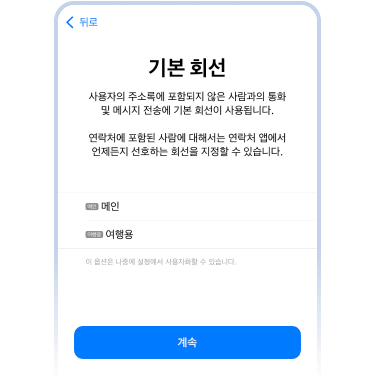 뒤로
기본 회선
사용자의 주소록에 포함되지 않은 사람과의 통화
및 메시지 전송에 기본 회선이 사용됩니다.
연락처에 포함된 사람에 대해서는 연락처 앱에서
언제든지 선호하는 회선을 지정할 수 있습니다.
메인 메인
여행용 여행용
이 옵션은 나중에 설정에서 사용자화할 수 있습니다.
계속